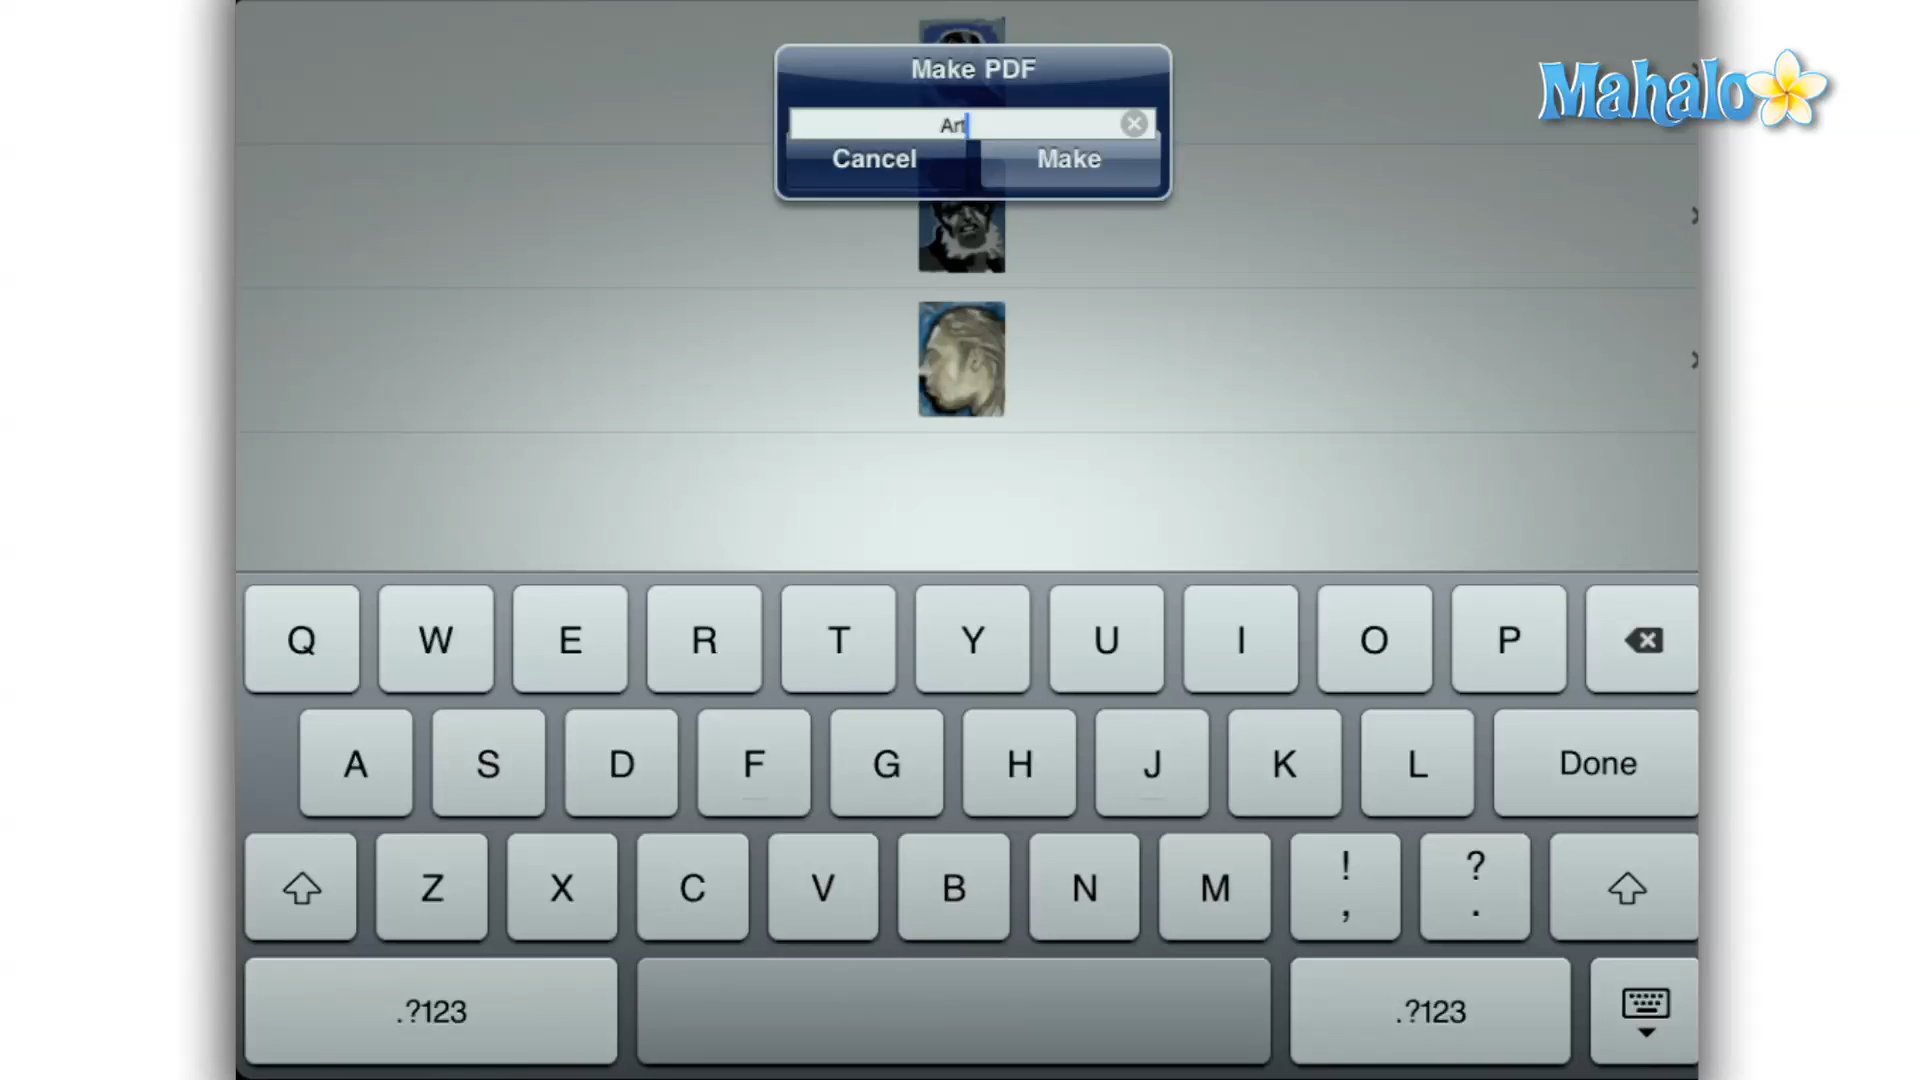 Make PDF
Mahalo
Art
Cancel Make
Q W E R T Y U I O P
A S D F G H J K L Done
Z X C V B N M ! , ? .
.?123 .?123